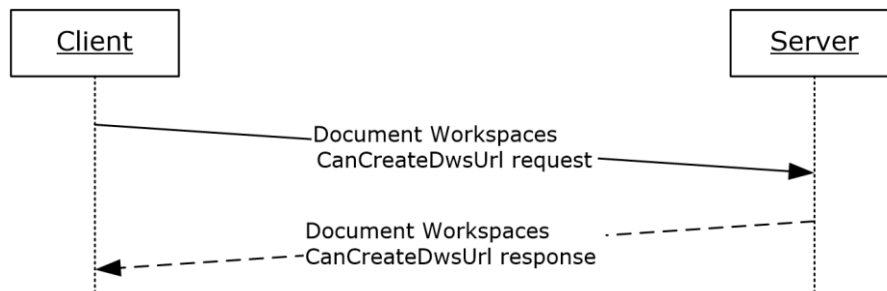 Client
Server
Document Workspaces
CanCreateDwsUrl request
Document Workspaces
CanCreateDwsUrl response